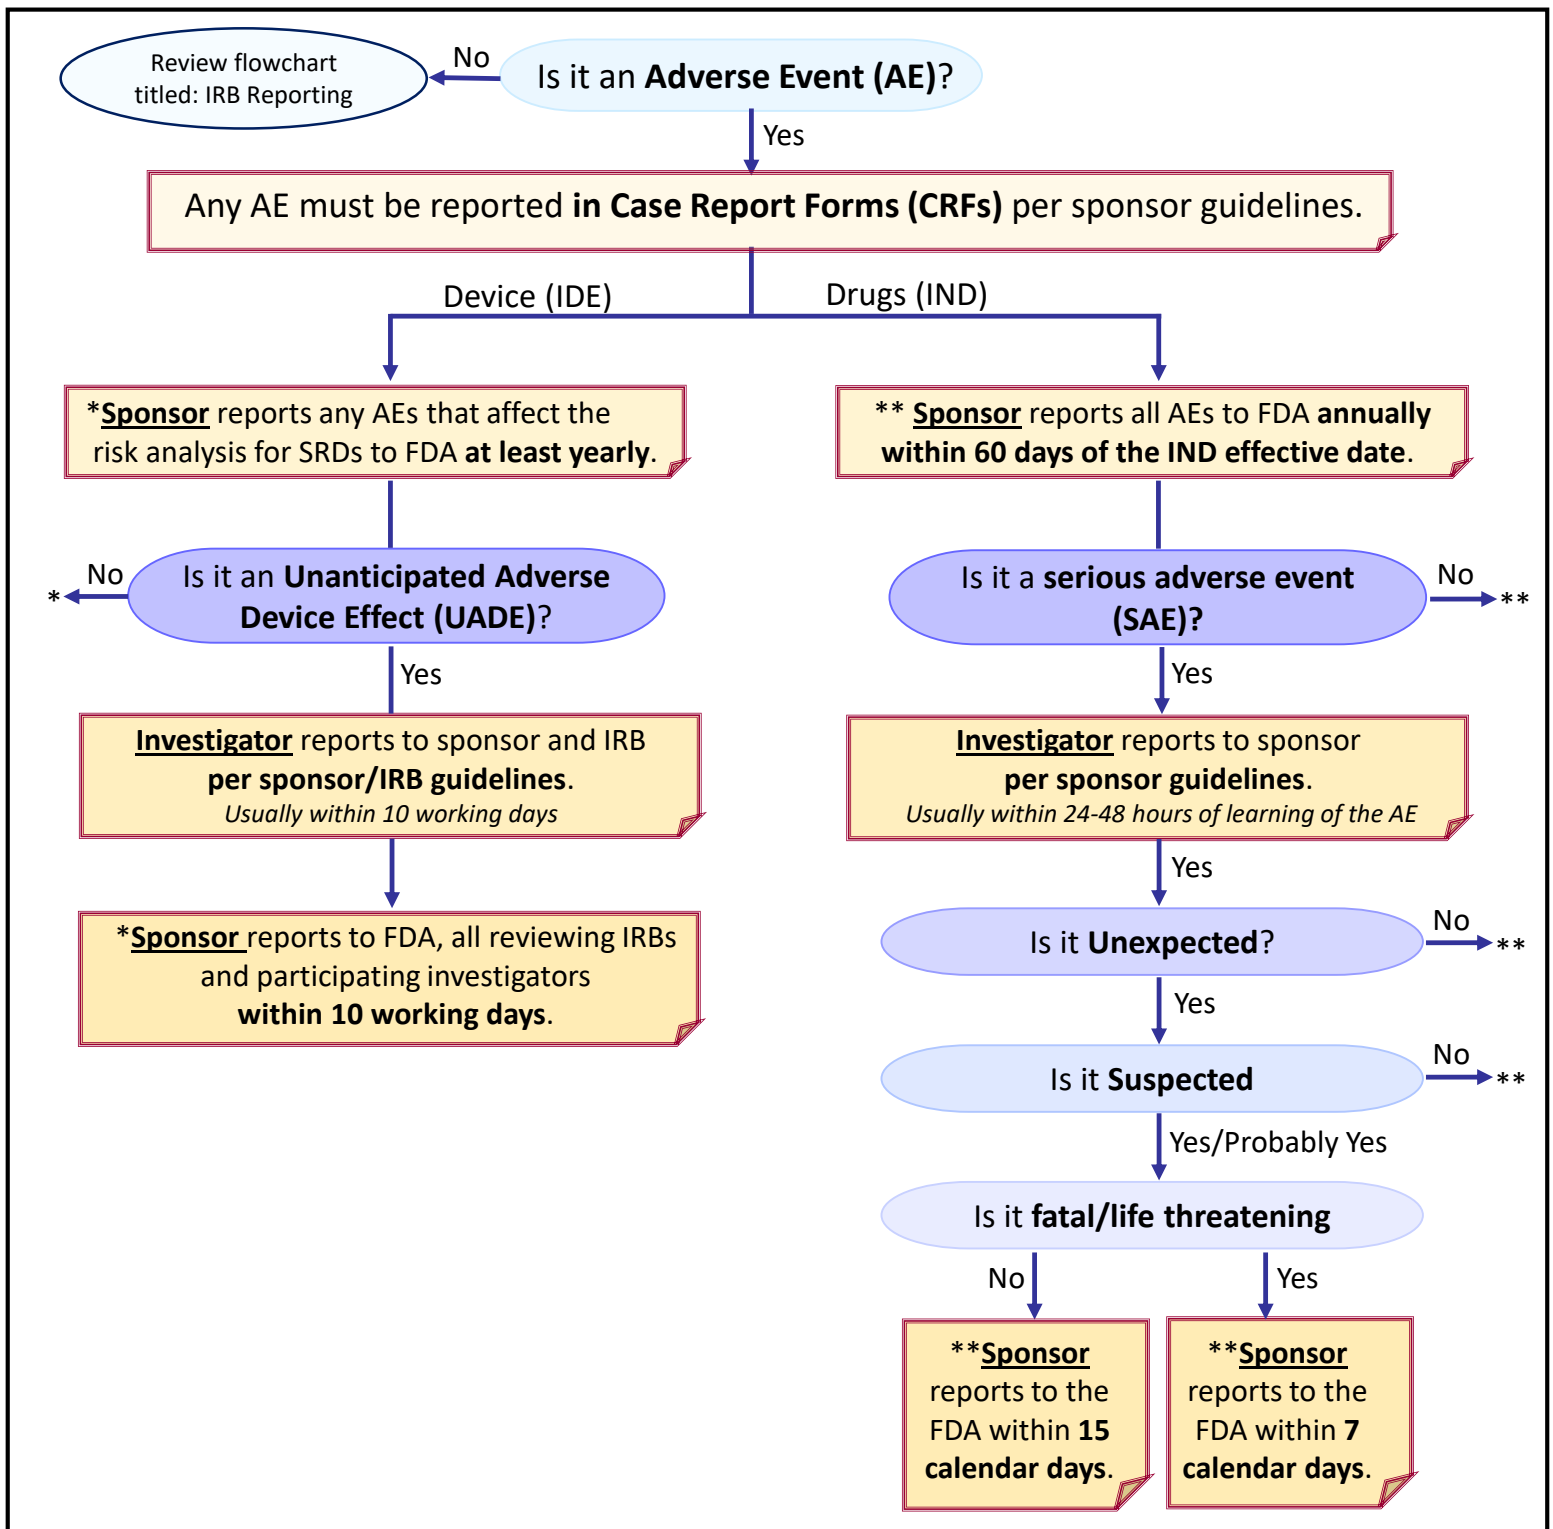 Review flowchart
titled: IRB Reporting
No
Is it an Adverse Event (AE)?
Yes
Any AE must be reported in Case Report Forms (CRFs) per sponsor guidelines.
Device (IDE)
Drugs (IND)
*Sponsor reports any AEs that affect the
risk analysis for SRDs to FDA at least yearly.
** Sponsor reports all AEs to FDA annually
within 60 days of the IND effective date.
*
No
Is it an Unanticipated Adverse
Device Effect (UADE)?
Is it a serious adverse event
(SAE)?
No
**
Yes
Yes
Investigator reports to sponsor and IRB
per sponsor/IRB guidelines.
Usually within 10 working days
Investigator reports to sponsor
per sponsor guidelines.
Usually within 24-48 hours of learning of the AE
Yes
*Sponsor reports to FDA, all reviewing IRBs
and participating investigators
within 10 working days.
Is it Unexpected?
No
**
Yes
Is it Suspected
No
**
Yes/Probably Yes
Is it fatal/life threatening
No
Yes
**Sponsor
reports to the
FDA within 15
calendar days.
**Sponsor
reports to the
FDA within 7
calendar days.